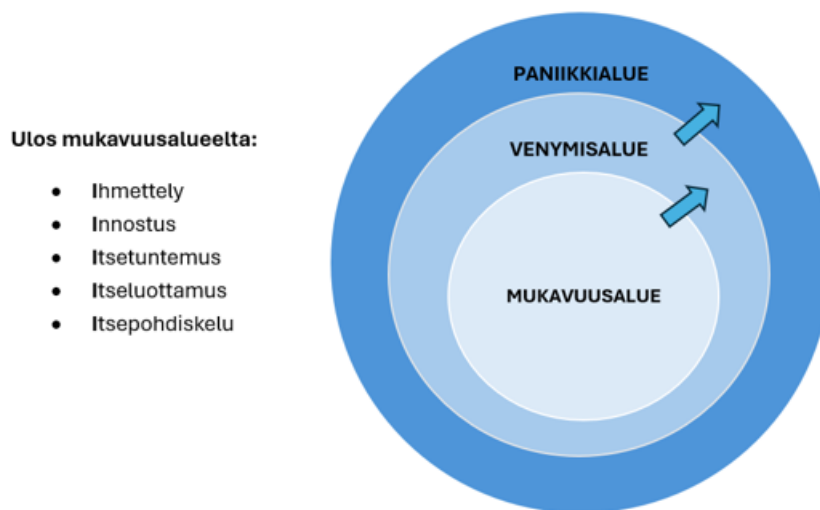 Ulos mukavuusalueelta:
Ihmettely
Innostus
Itsetuntemus
Itseluottamus
Itsepohdiskelu
PANIIKKIALUE
VENYMISALUE
MUKAVUUSALUE